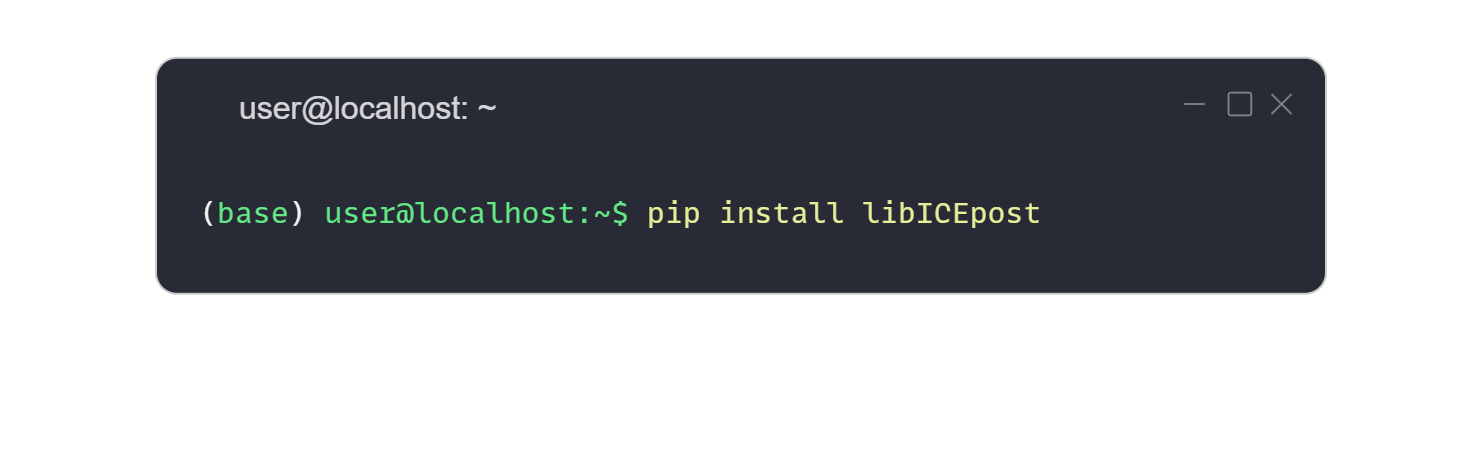 user@localhost: ~
(base) user@localhost:~$ pip install libICEpost